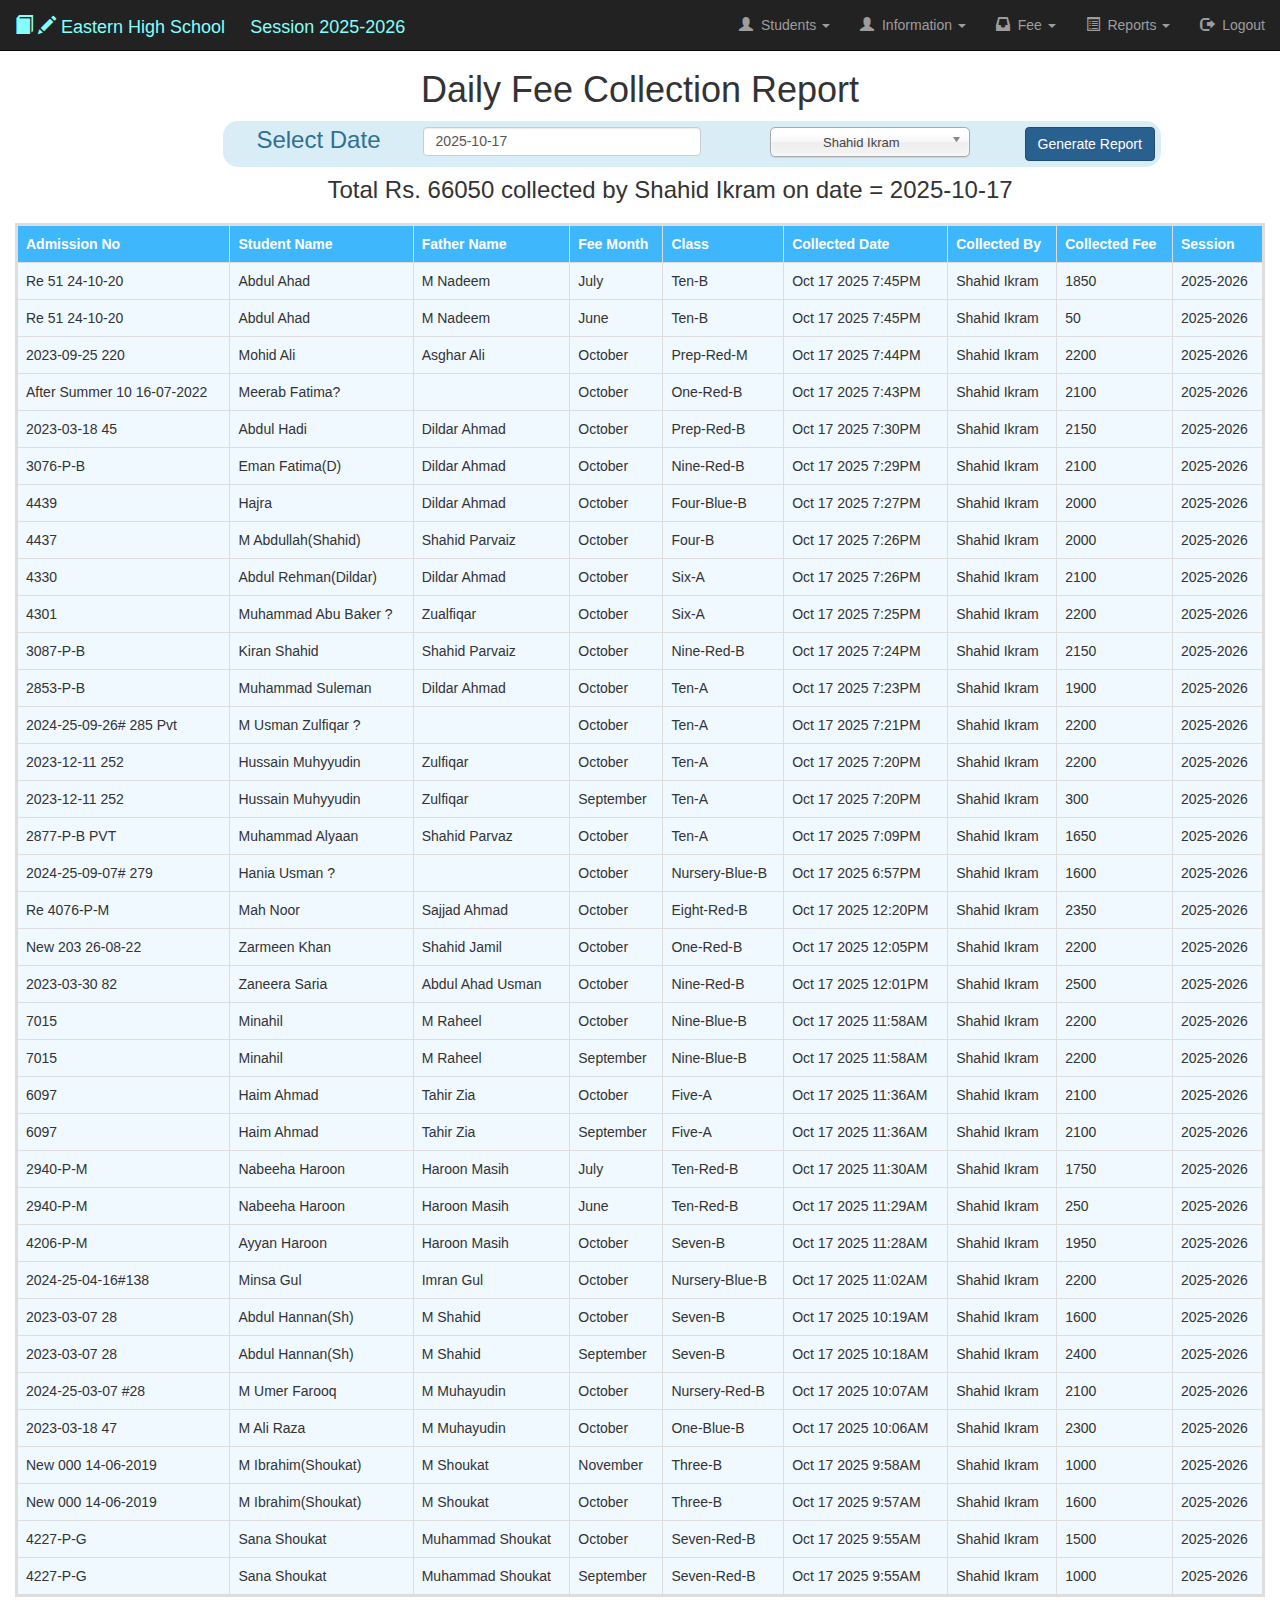 Eastern High School Session 2025-2026 Students Information Fee Reports Logout
Daily Fee Collection Report
Select Date 2025-10-17 Shahid Ikram Generate Report
Total Rs. 66050 collected by Shahid Ikram on date = 2025-10-17
Admission No Student Name Father Name Fee Month Class Collected Date Collected By Collected Fee Session
Re 51 24-10-20 Abdul Ahad M Nadeem July Ten-B Oct 17 2025 7:45PM Shahid Ikram 1850 2025-2026
Re 51 24-10-20 Abdul Ahad M Nadeem June Ten-B Oct 17 2025 7:45PM Shahid Ikram 50 2025-2026
2023-09-25 220 Mohid Ali Asghar Ali October Prep-Red-M Oct 17 2025 7:44PM Shahid Ikram 2200 2025-2026
After Summer 10 16-07-2022 Meerab Fatima? October One-Red-B Oct 17 2025 7:43PM Shahid Ikram 2100 2025-2026
2023-03-18 45 Abdul Hadi Dildar Ahmad October Prep-Red-B Oct 17 2025 7:30PM Shahid Ikram 2150 2025-2026
3076-P-B Eman Fatima(D) Dildar Ahmad October Nine-Red-B Oct 17 2025 7:29PM Shahid Ikram 2100 2025-2026
4439 Hajra Dildar Ahmad October Four-Blue-B Oct 17 2025 7:27PM Shahid Ikram 2000 2025-2026
4437 M Abdullah(Shahid) Shahid Parvaiz October Four-B Oct 17 2025 7:26PM Shahid Ikram 2000 2025-2026
4330 Abdul Rehman(Dildar) Dildar Ahmad October Six-A Oct 17 2025 7:26PM Shahid Ikram 2100 2025-2026
4301 Muhammad Abu Baker ? Zualfiqar October Six-A Oct 17 2025 7:25PM Shahid Ikram 2200 2025-2026
3087-P-B Kiran Shahid Shahid Parvaiz October Nine-Red-B Oct 17 2025 7:24PM Shahid Ikram 2150 2025-2026
2853-P-B Muhammad Suleman Dildar Ahmad October Ten-A Oct 17 2025 7:23PM Shahid Ikram 1900 2025-2026
2024-25-09-26# 285 Pvt M Usman Zulfiqar ? October Ten-A Oct 17 2025 7:21PM Shahid Ikram 2200 2025-2026
2023-12-11 252 Hussain Muhyyudin Zulfiqar October Ten-A Oct 17 2025 7:20PM Shahid Ikram 2200 2025-2026
2023-12-11 252 Hussain Muhyyudin Zulfiqar September Ten-A Oct 17 2025 7:20PM Shahid Ikram 300 2025-2026
2877-P-B PVT Muhammad Alyaan Shahid Parvaz October Ten-A Oct 17 2025 7:09PM Shahid Ikram 1650 2025-2026
2024-25-09-07# 279 Hania Usman ? October Nursery-Blue-B Oct 17 2025 6:57PM Shahid Ikram 1600 2025-2026
Re 4076-P-M Mah Noor Sajjad Ahmad October Eight-Red-B Oct 17 2025 12:20PM Shahid Ikram 2350 2025-2026
New 203 26-08-22 Zarmeen Khan Shahid Jamil October One-Red-B Oct 17 2025 12:05PM Shahid Ikram 2200 2025-2026
2023-03-30 82 Zaneera Saria Abdul Ahad Usman October Nine-Red-B Oct 17 2025 12:01PM Shahid Ikram 2500 2025-2026
7015 Minahil M Raheel October Nine-Blue-B Oct 17 2025 11:58AM Shahid Ikram 2200 2025-2026
7015 Minahil M Raheel September Nine-Blue-B Oct 17 2025 11:58AM Shahid Ikram 2200 2025-2026
6097 Haim Ahmad Tahir Zia October Five-A Oct 17 2025 11:36AM Shahid Ikram 2100 2025-2026
6097 Haim Ahmad Tahir Zia September Five-A Oct 17 2025 11:36AM Shahid Ikram 2100 2025-2026
2940-P-M Nabeeha Haroon Haroon Masih July Ten-Red-B Oct 17 2025 11:30AM Shahid Ikram 1750 2025-2026
2940-P-M Nabeeha Haroon Haroon Masih June Ten-Red-B Oct 17 2025 11:29AM Shahid Ikram 250 2025-2026
4206-P-M Ayyan Haroon Haroon Masih October Seven-B Oct 17 2025 11:28AM Shahid Ikram 1950 2025-2026
2024-25-04-16#138 Minsa Gul Imran Gul October Nursery-Blue-B Oct 17 2025 11:02AM Shahid Ikram 2200 2025-2026
2023-03-07 28 Abdul Hannan(Sh) M Shahid October Seven-B Oct 17 2025 10:19AM Shahid Ikram 1600 2025-2026
2023-03-07 28 Abdul Hannan(Sh) M Shahid September Seven-B Oct 17 2025 10:18AM Shahid Ikram 2400 2025-2026
2024-25-03-07 #28 M Umer Farooq M Muhayudin October Nursery-Red-B Oct 17 2025 10:07AM Shahid Ikram 2100 2025-2026
2023-03-18 47 M Ali Raza M Muhayudin October One-Blue-B Oct 17 2025 10:06AM Shahid Ikram 2300 2025-2026
New 000 14-06-2019 M Ibrahim(Shoukat) M Shoukat November Three-B Oct 17 2025 9:58AM Shahid Ikram 1000 2025-2026
New 000 14-06-2019 M Ibrahim(Shoukat) M Shoukat October Three-B Oct 17 2025 9:57AM Shahid Ikram 1600 2025-2026
4227-P-G Sana Shoukat Muhammad Shoukat October Seven-Red-B Oct 17 2025 9:55AM Shahid Ikram 1500 2025-2026
4227-P-G Sana Shoukat Muhammad Shoukat September Seven-Red-B Oct 17 2025 9:55AM Shahid Ikram 1000 2025-2026